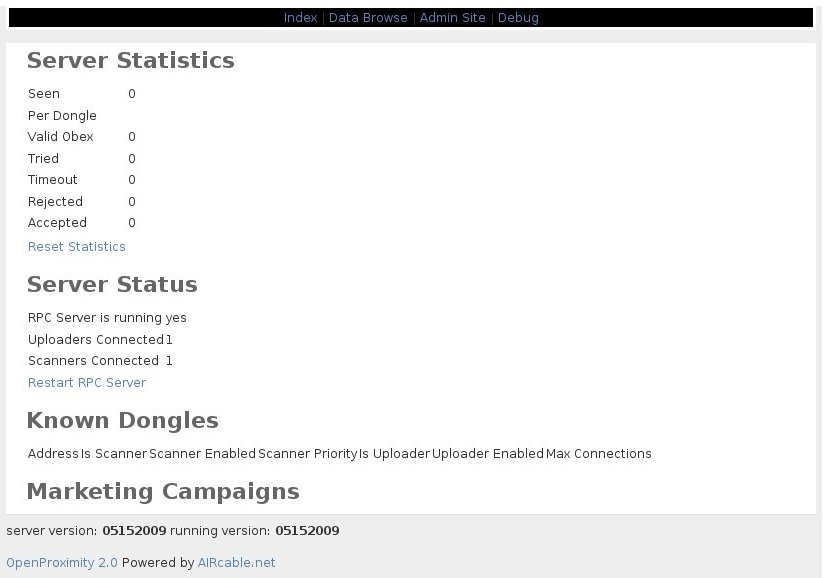 Index | Data Browse | Admin Site | Debug
Server Statistics
Seen 0
Per Dongle
Valid Obex 0
Tried 0
Timeout 0
Rejected 0
Accepted 0
Reset Statistics
Server Status
RPC Server is running yes
Uploaders Connected 1
Scanners Connected 1
Restart RPC Server
Known Dongles
Address Is Scanner Scanner Enabled Scanner Priority Is Uploader Uploader Enabled Max Connections
Marketing Campaigns
server version: 05152009 running version: 05152009
OpenProximity 2.0 Powered by AIRcable.net